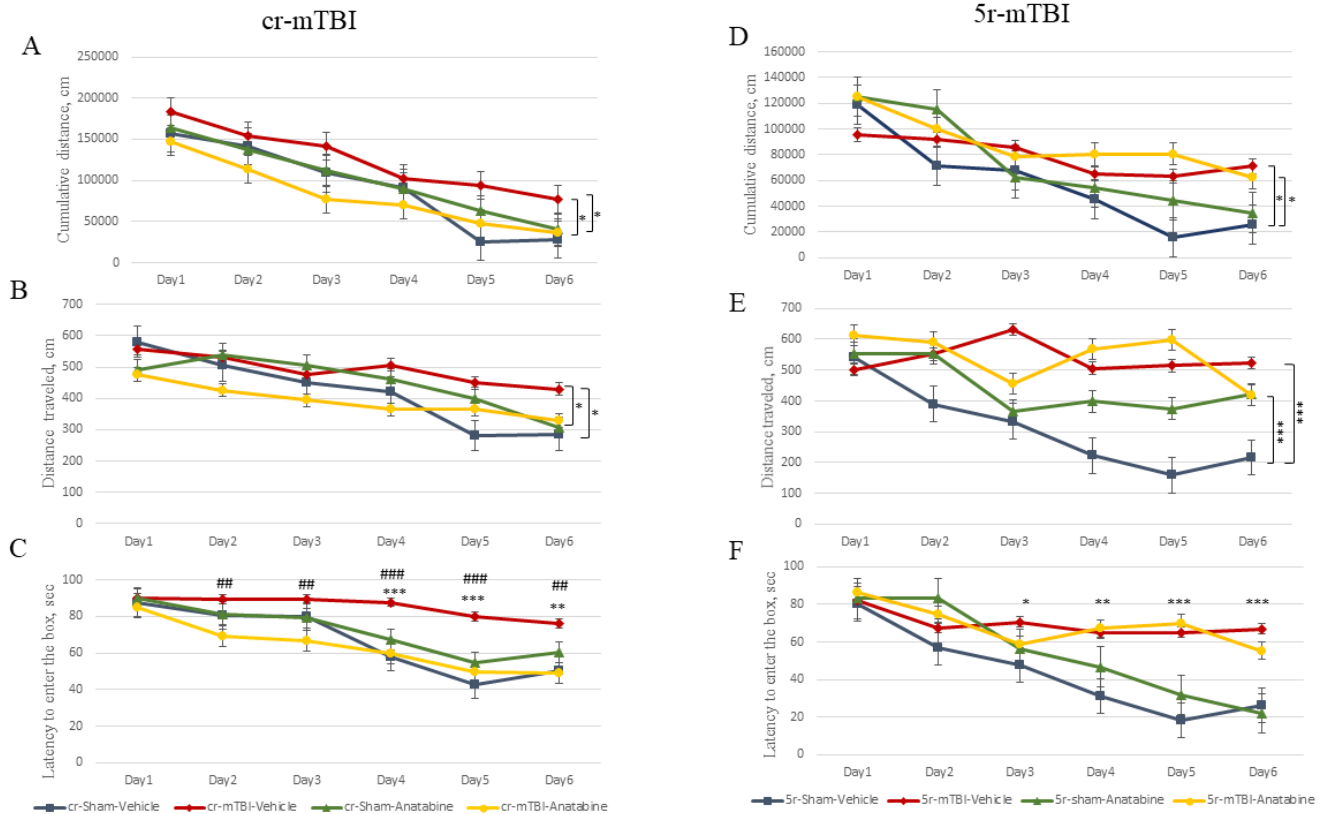 cr-mTBI
A
Cumulative distance, cm
250000
200000
150000
100000
50000
0
Day1 Day2 Day3 Day4 Day5 Day6
* *
B
Distance traveled, cm
700
600
500
400
300
200
100
0
Day1 Day2 Day3 Day4 Day5 Day6
* *
C
Latency to enter the box, sec
100
80
60
40
20
0
## ## ### ### ##
*** *** **
Day1 Day2 Day3 Day4 Day5 Day6
cr-Sham-Vehicle cr-mTBI-Vehicle cr-Sham-Anatabine cr-mTBI-Anatabine
5r-mTBI
D
Cumulative distance, cm
160000
140000
120000
100000
80000
60000
40000
20000
0
Day1 Day2 Day3 Day4 Day5 Day6
* *
E
Distance traveled, cm
700
600
500
400
300
200
100
0
Day1 Day2 Day3 Day4 Day5 Day6
*** ***
F
Latency to enter the box, sec
100
80
60
40
20
0
* ** *** ***
Day1 Day2 Day3 Day4 Day5 Day6
5r-Sham-Vehicle 5r-mTBI-Vehicle 5r-sham-Anatabine 5r-mTBI-Anatabine